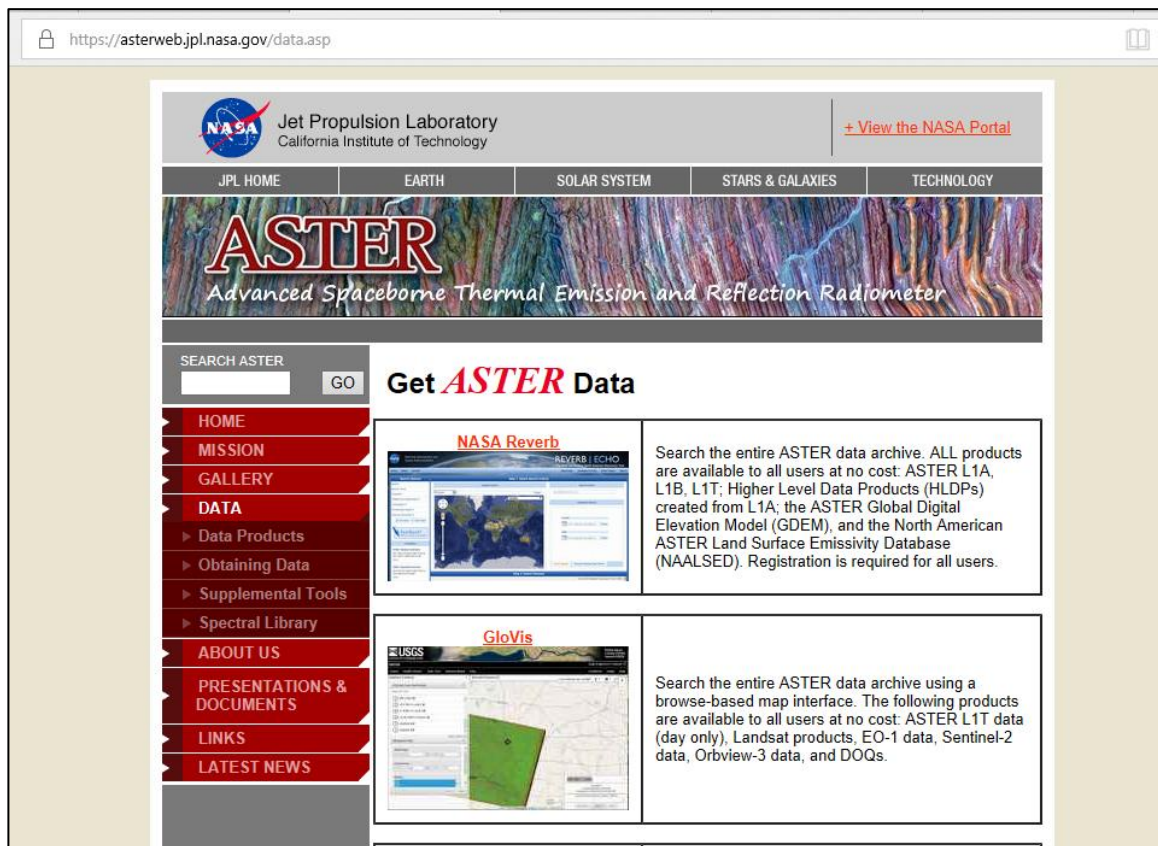 https://asterweb.jpl.nasa.gov/data.asp
NASA
Jet Propulsion Laboratory
California Institute of Technology
+ View the NASA Portal
JPL HOME
EARTH
SOLAR SYSTEM
STARS & GALAXIES
TECHNOLOGY
ASTER
Advanced Spaceborne Thermal Emission and Reflection Radiometer
SEARCH ASTER
GO
HOME
MISSION
GALLERY
DATA
Data Products
Obtaining Data
Supplemental Tools
Spectral Library
ABOUT US
PRESENTATIONS &
DOCUMENTS
LINKS
LATEST NEWS
Get ASTER Data
NASA Reverb
REVERB | ECHO
Search the entire ASTER data archive. ALL products
are available to all users at no cost: ASTER L1A,
L1B, L1T; Higher Level Data Products (HLDPs)
created from L1A; the ASTER Global Digital
Elevation Model (GDEM), and the North American
ASTER Land Surface Emissivity Database
(NAALSED). Registration is required for all users.
GloVis
USGS
Search the entire ASTER data archive using a
browse-based map interface. The following products
are available to all users at no cost: ASTER L1T data
(day only), Landsat products, EO-1 data, Sentinel-2
data, Orbview-3 data, and DOQs.